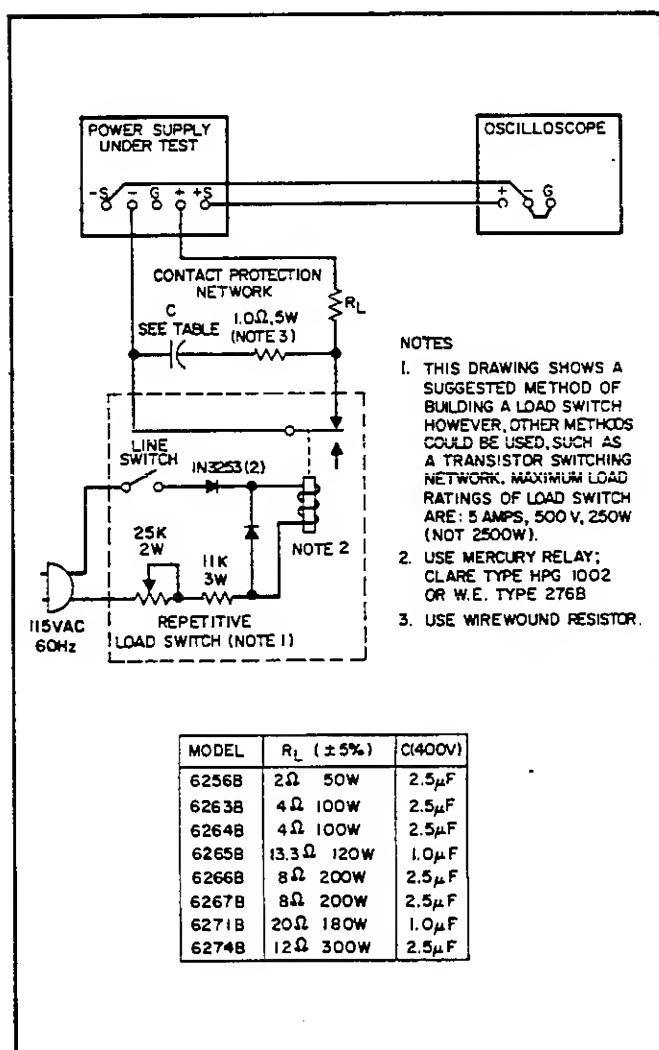 POWER SUPPLY
UNDER TEST
-S - G + +S
OSCILLOSCOPE
+ - G
CONTACT PROTECTION
NETWORK
C
SEE TABLE
1.0Ω, 5W
(NOTE 3)
RL
LINE
SWITCH
IN3253(2)
25K
2W
11K
3W
NOTE 2
115VAC
60Hz
REPETITIVE
LOAD SWITCH (NOTE 1)
NOTES
1. THIS DRAWING SHOWS A
SUGGESTED METHOD OF
BUILDING A LOAD SWITCH
HOWEVER, OTHER METHODS
COULD BE USED, SUCH AS
A TRANSISTOR SWITCHING
NETWORK. MAXIMUM LOAD
RATINGS OF LOAD SWITCH
ARE: 5 AMPS, 500 V, 250W
(NOT 2500W).
2. USE MERCURY RELAY;
CLARE TYPE HPG 1002
OR W.E. TYPE 276B
3. USE WIREWOUND RESISTOR.
MODEL RL (±5%) C(400V)
6256B 2Ω 50W 2.5µF
6263B 4Ω 100W 2.5µF
6264B 4Ω 100W 2.5µF
6265B 13.3Ω 120W 1.0µF
6266B 8Ω 200W 2.5µF
6267B 8Ω 200W 2.5µF
6271B 20Ω 180W 1.0µF
6274B 12Ω 300W 2.5µF